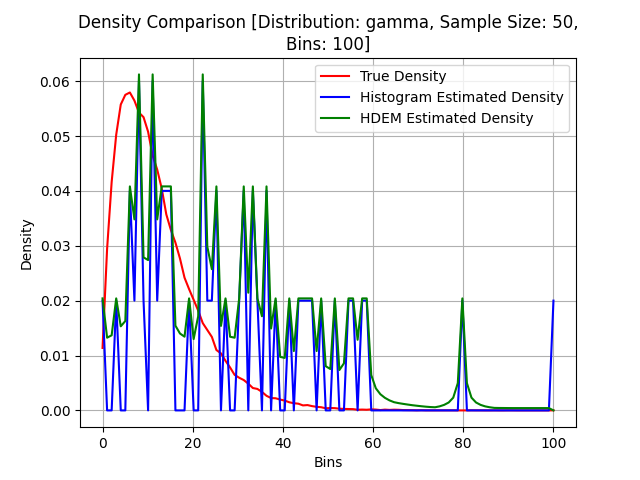 Density Comparison [Distribution: gamma, Sample Size: 50,
Bins: 100]
True Density
Histogram Estimated Density
HDEM Estimated Density
Density
0.06
0.05
0.04
0.03
0.02
0.01
0.00
0 20 40 60 80 100
Bins